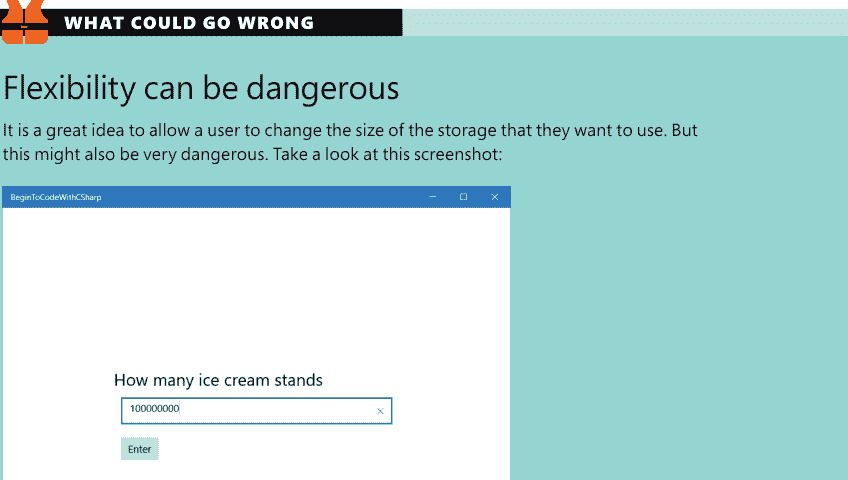 WHAT COULD GO WRONG
Flexibility can be dangerous
It is a great idea to allow a user to change the size of the storage that they want to use. But
this might also be very dangerous. Take a look at this screenshot:
BeginToCodeWithCSharp
How many ice cream stands
100000000
Enter